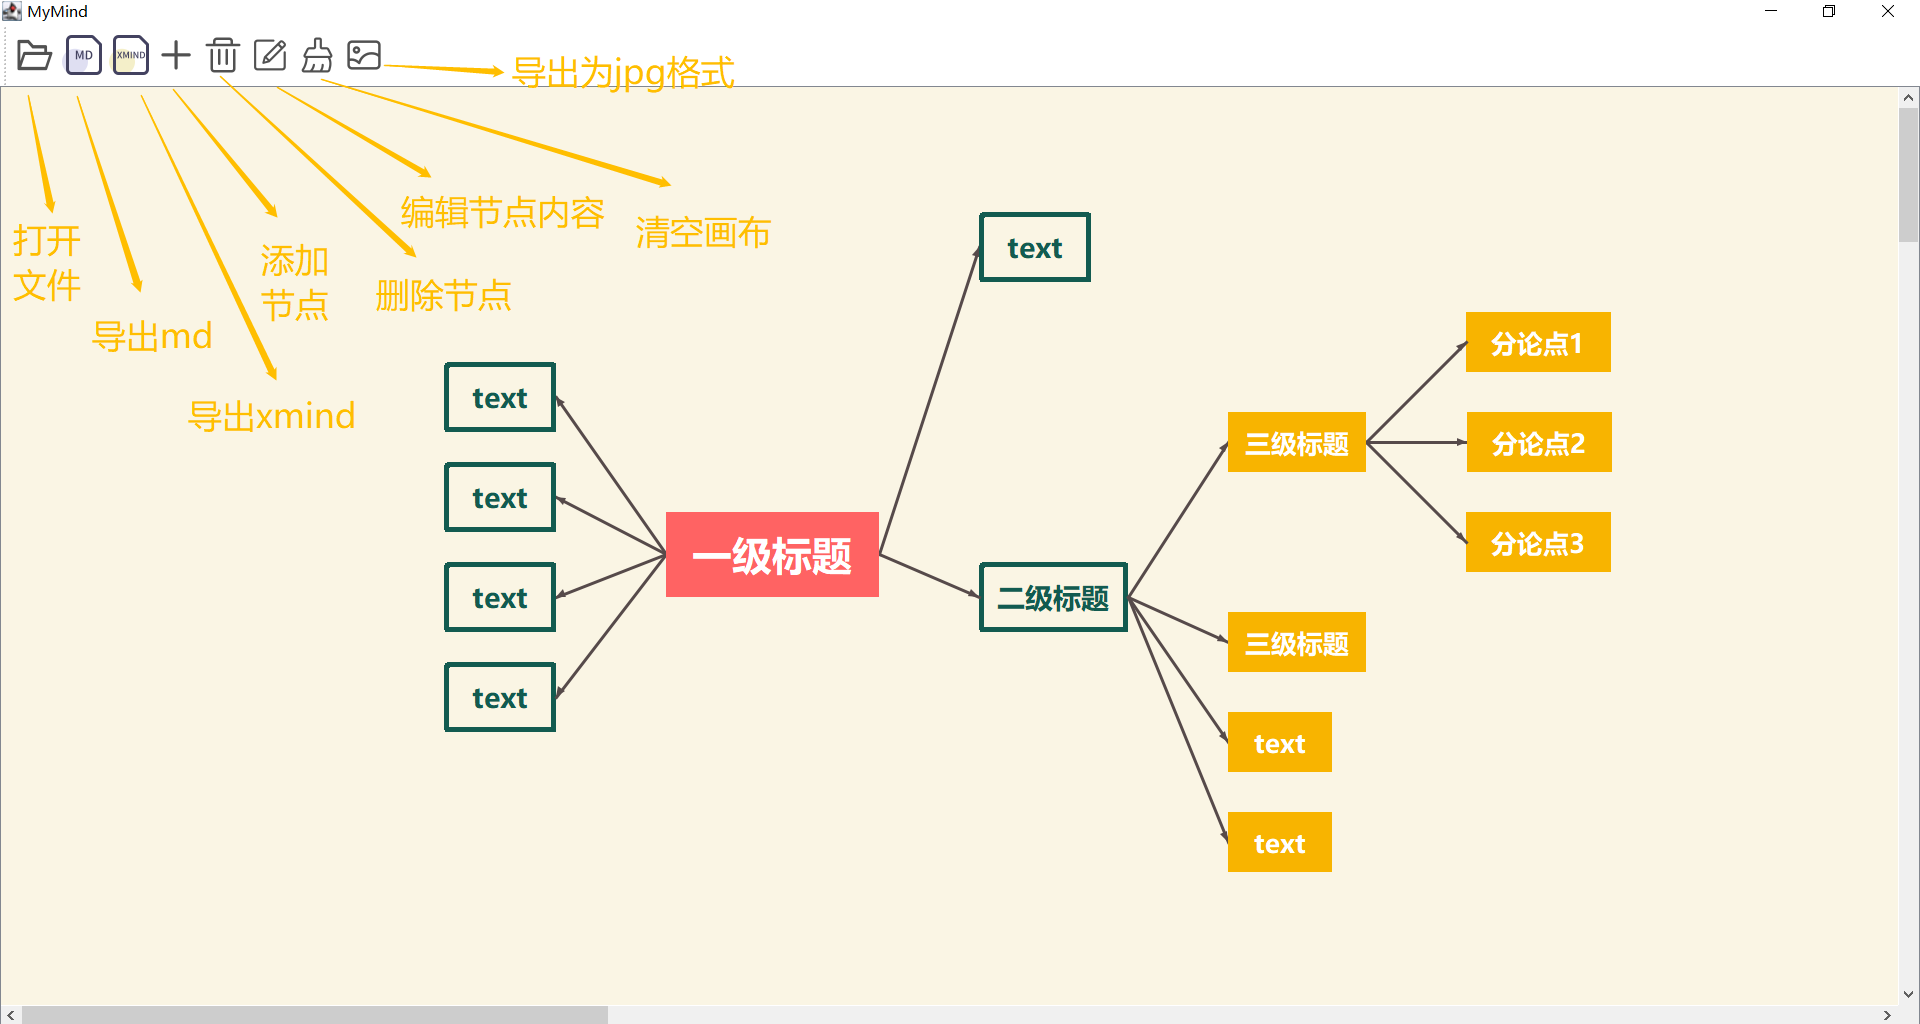 MyMind
MD
XMIND
导出为jpg格式
打开
文件
导出md
导出xmind
添加
节点
删除节点
编辑节点内容
清空画布
text
text
text
text
一级标题
text
二级标题
三级标题
分论点1
分论点2
分论点3
三级标题
text
text